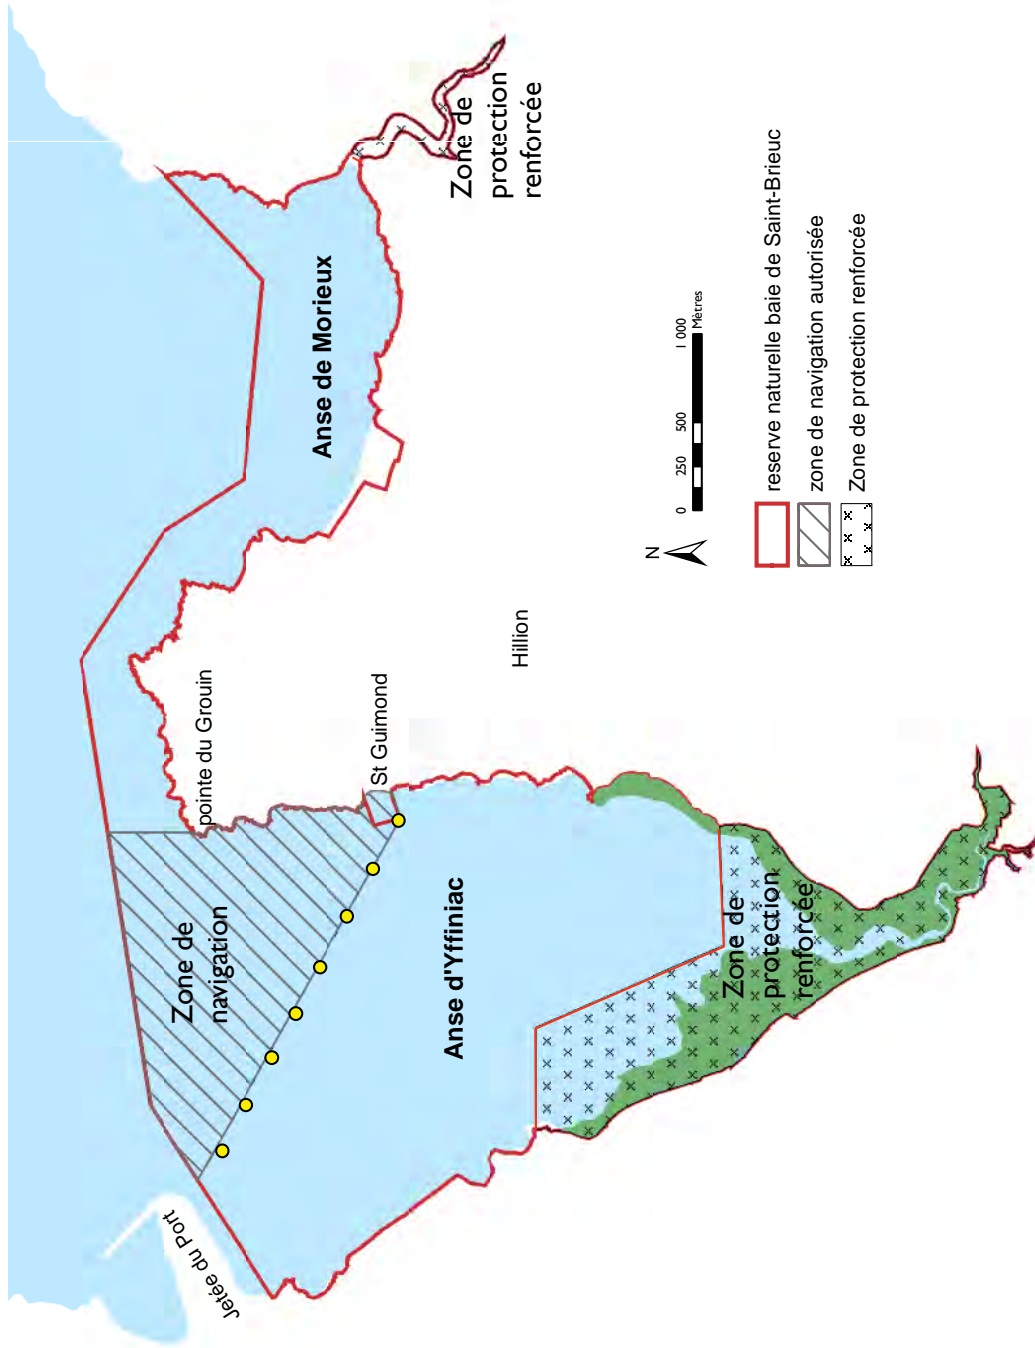 Jetée du Port
Zone de
navigation
pointe du Grouin
St Guimond
Anse d'Yffiniac
Zone de
protection
renforcée
Hillion
Anse de Morieux
Zone de
protection
renforcée
N
0 250 500 1 000
Mètres
reserve naturelle baie de Saint-Brieuc
zone de navigation autorisée
Zone de protection renforcée